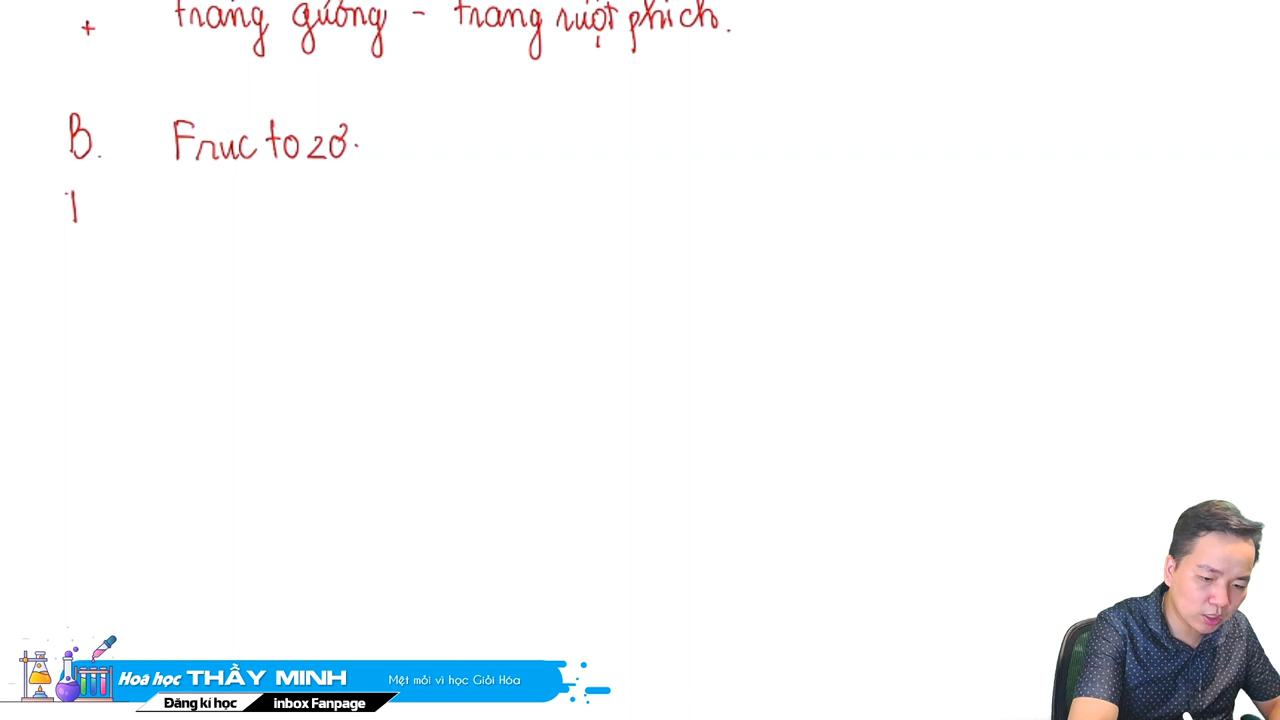 + tráng gương - tráng ruột phích.
B. Fructozơ.
1
Hoá học THẦY MINH
Mệt mỏi vì học Giỏi Hóa
Đăng kí học
inbox Fanpage